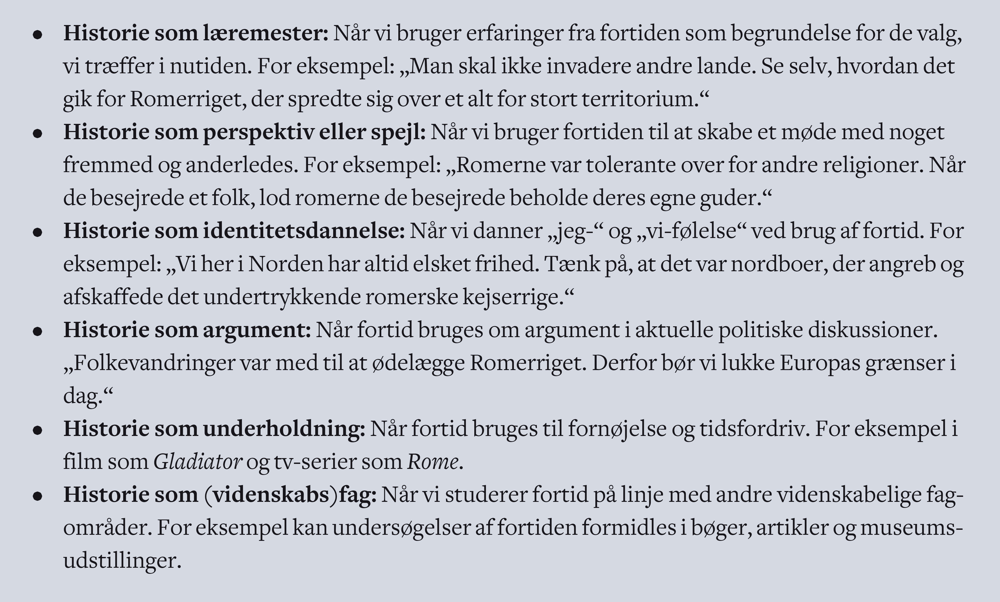 • Historie som læremester: Når vi bruger erfaringer fra fortiden som begrundelse for de valg,
vi træffer i nutiden. For eksempel: „Man skal ikke invadere andre lande. Se selv, hvordan det
gik for Romerriget, der spredte sig over et alt for stort territorium.“
• Historie som perspektiv eller spejl: Når vi bruger fortiden til at skabe et møde med noget
fremmed og anderledes. For eksempel: „Romerne var tolerante over for andre religioner. Når
de besejrede et folk, lod romerne de besejrede beholde deres egne guder.“
• Historie som identitetsdannelse: Når vi danner „jeg-“ og „vi-følelse“ ved brug af fortid. For
eksempel: „Vi her i Norden har altid elsket frihed. Tænk på, at det var nordboer, der angreb og
afskaffede det undertrykkende romerske kejserrige.“
• Historie som argument: Når fortid bruges om argument i aktuelle politiske diskussioner.
„Folkevandringer var med til at ødelægge Romerriget. Derfor bør vi lukke Europas grænser i
dag.“
• Historie som underholdning: Når fortid bruges til fornøjelse og tidsfordriv. For eksempel i
film som Gladiator og tv-serier som Rome.
• Historie som (videnskabs)fag: Når vi studerer fortid på linje med andre videnskabelige fag-
områder. For eksempel kan undersøgelser af fortiden formidles i bøger, artikler og museums-
udstillinger.